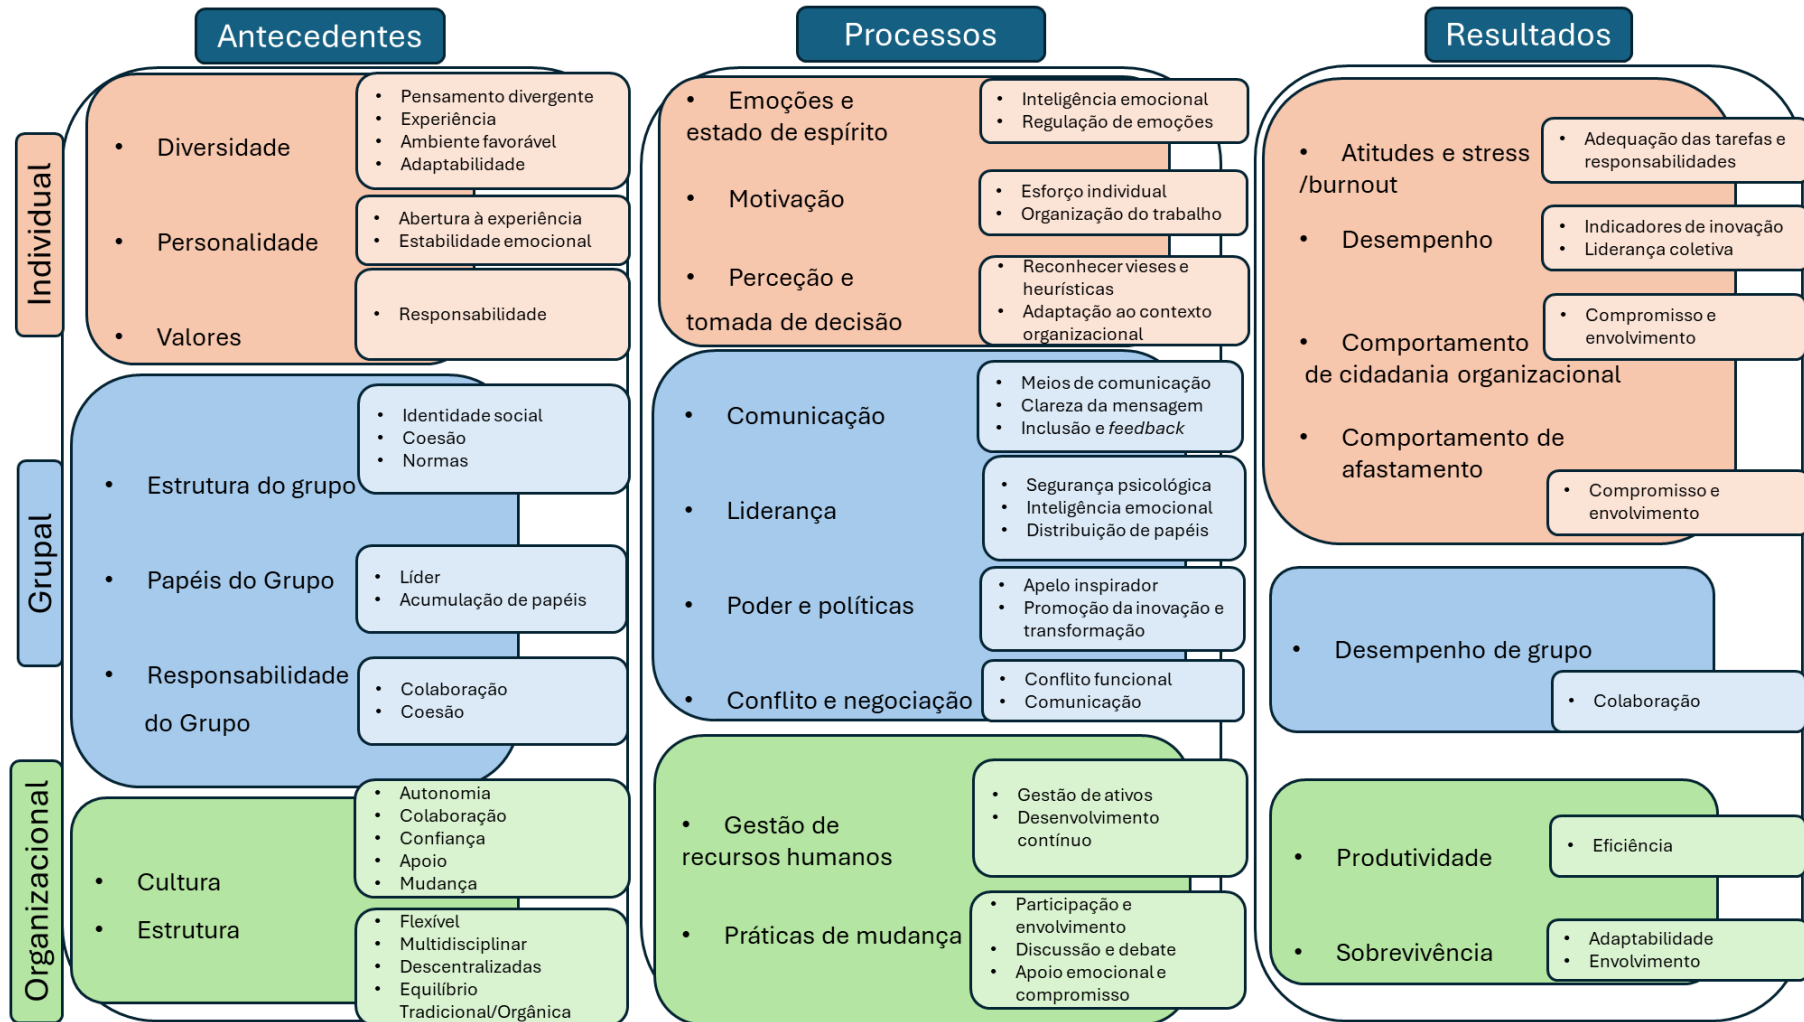 Antecedentes
Processos
Resultados
Individual
• Diversidade
• Pensamento divergente
• Experiência
• Ambiente favorável
• Adaptabilidade
• Personalidade
• Abertura à experiência
• Estabilidade emocional
• Valores
• Responsabilidade
• Emoções e
estado de espírito
• Inteligência emocional
• Regulação de emoções
• Motivação
• Esforço individual
• Organização do trabalho
• Perceção e
tomada de decisão
• Reconhecer vieses e
heurísticas
• Adaptação ao contexto
organizacional
• Atitudes e stress
/burnout
• Adequação das tarefas e
responsabilidades
• Desempenho
• Indicadores de inovação
• Liderança coletiva
• Comportamento
de cidadania organizacional
• Compromisso e
envolvimento
• Comportamento de
afastamento
• Compromisso e
envolvimento
Grupal
• Estrutura do grupo
• Identidade social
• Coesão
• Normas
• Papéis do Grupo
• Líder
• Acumulação de papéis
• Responsabilidade
do Grupo
• Colaboração
• Coesão
• Comunicação
• Meios de comunicação
• Clareza da mensagem
• Inclusão e feedback
• Liderança
• Segurança psicológica
• Inteligência emocional
• Distribuição de papéis
• Poder e políticas
• Apelo inspirador
• Promoção da inovação e
transformação
• Conflito e negociação
• Conflito funcional
• Comunicação
• Desempenho de grupo
• Colaboração
Organizacional
• Cultura
• Autonomia
• Colaboração
• Confiança
• Apoio
• Mudança
• Estrutura
• Flexível
• Multidisciplinar
• Descentralizadas
• Equilíbrio
Tradicional/Orgânica
• Gestão de
recursos humanos
• Gestão de ativos
• Desenvolvimento
contínuo
• Práticas de mudança
• Participação e
envolvimento
• Discussão e debate
• Apoio emocional e
compromisso
• Produtividade
• Eficiência
• Sobrevivência
• Adaptabilidade
• Envolvimento